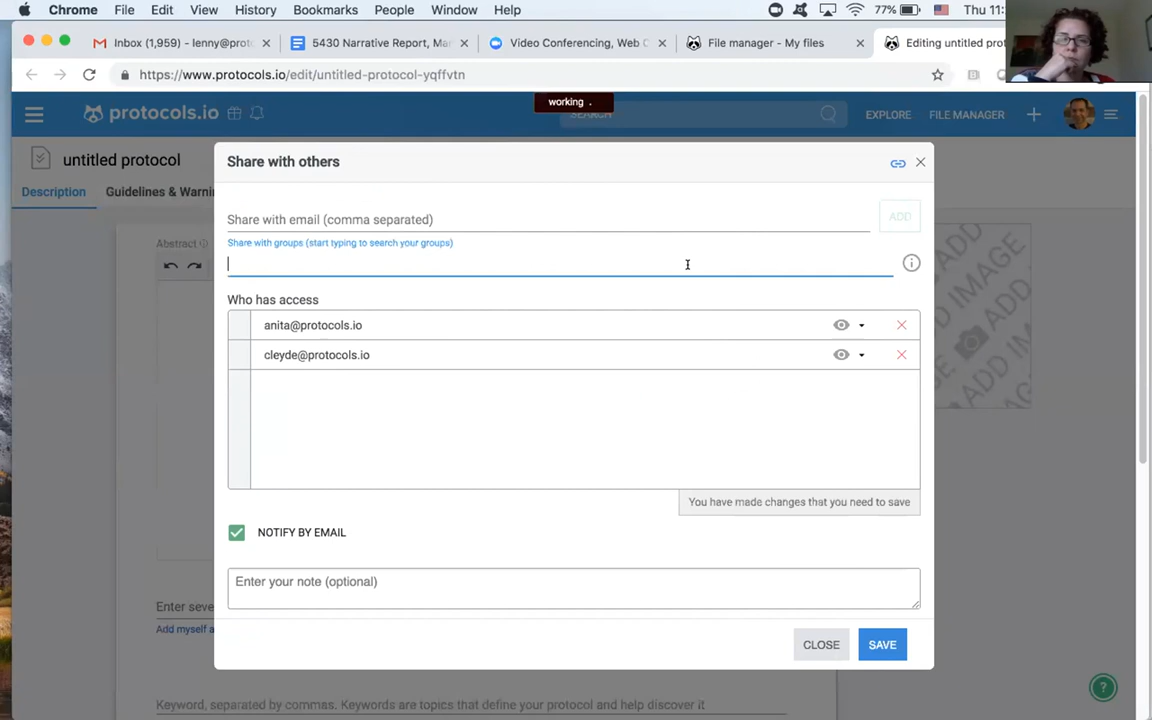 Chrome File Edit View History Bookmarks People Window Help 77% Thu 11:
Inbox (1,959) - lenny@prot
5430 Narrative Report, Mar
Video Conferencing, Web C
File manager - My files
Editing untitled prot
https://www.protocols.io/edit/untitled-protocol-yqffvtn
working .
protocols.io
SEARCH
EXPLORE
FILE MANAGER
untitled protocol
Description
Guidelines & Warni
Share with others
Share with email (comma separated)
ADD
Abstract
Share with groups (start typing to search your groups)
Who has access
anita@protocols.io
cleyde@protocols.io
You have made changes that you need to save
NOTIFY BY EMAIL
Enter your note (optional)
CLOSE
SAVE
ADD IMAGE
ADD IMAGE
Enter seve
Add myself a
Keyword, separated by commas. Keywords are topics that define your protocol and help discover it
?